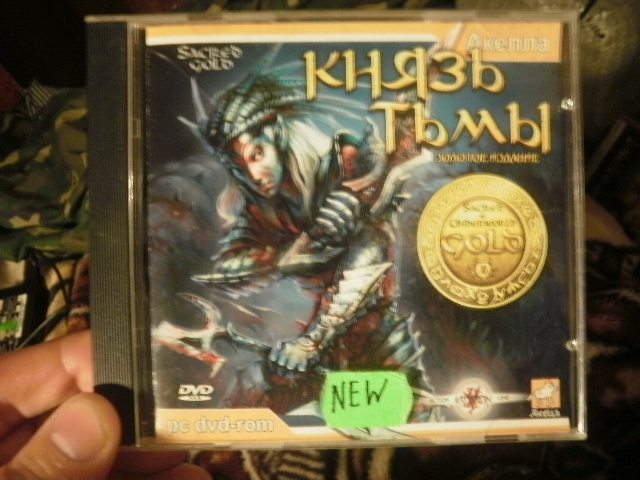 Акелла
SACRED
GOLD
КНЯЗЬ
ТЬМЫ
ЗОЛОТОЕ ИЗДАНИЕ
SACRED
UNDERWORLD
GOLD
DVD
NEW
pc dvd-rom